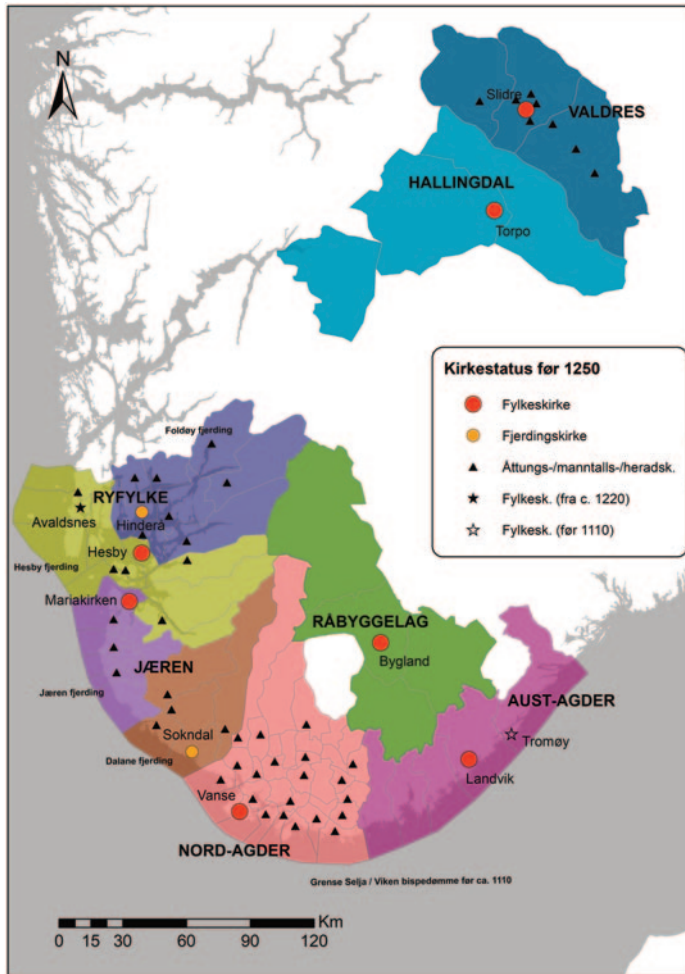 N
Slidre
VALDRES
HALLINGDAL
Torpo
Kirkestatus før 1250
Fylkeskirke
Fjerdingskirke
Åttungs-/manntalls-/heradsk.
Fylkesk. (fra c. 1220)
Fylkesk. (før 1110)
Foldøy fjerding
RYFYLKE
Avaldsnes
Hinderå
Hesby
Hesby fjerding
Mariakirken
RÅBYGGELAG
Bygland
JÆREN
Jæren fjerding
AUST-AGDER
Sokndal
Tromøy
Dalane fjerding
Landvik
Vanse
NORD-AGDER
Grense Selja / Viken bispedømme før ca. 1110
Km
0 15 30 60 90 120